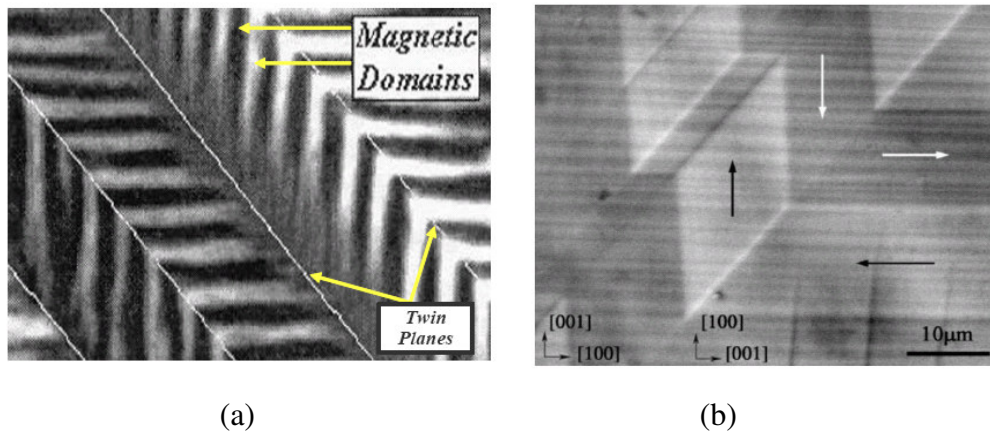 Magnetic
Domains
Twin
Planes
[001]
[100]
[100]
[001]
10μm
(a)
(b)